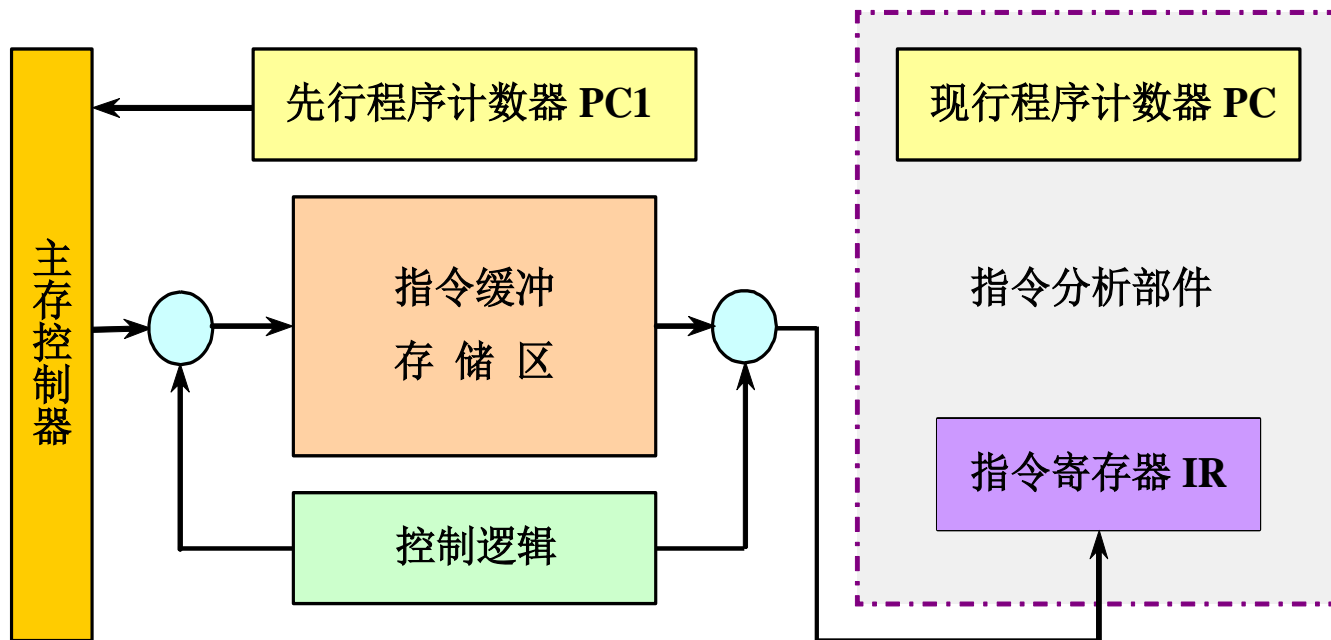 先行程序计数器 PC1
现行程序计数器 PC
主存控制器
指令缓冲
存 储 区
指令分析部件
指令寄存器 IR
控制逻辑